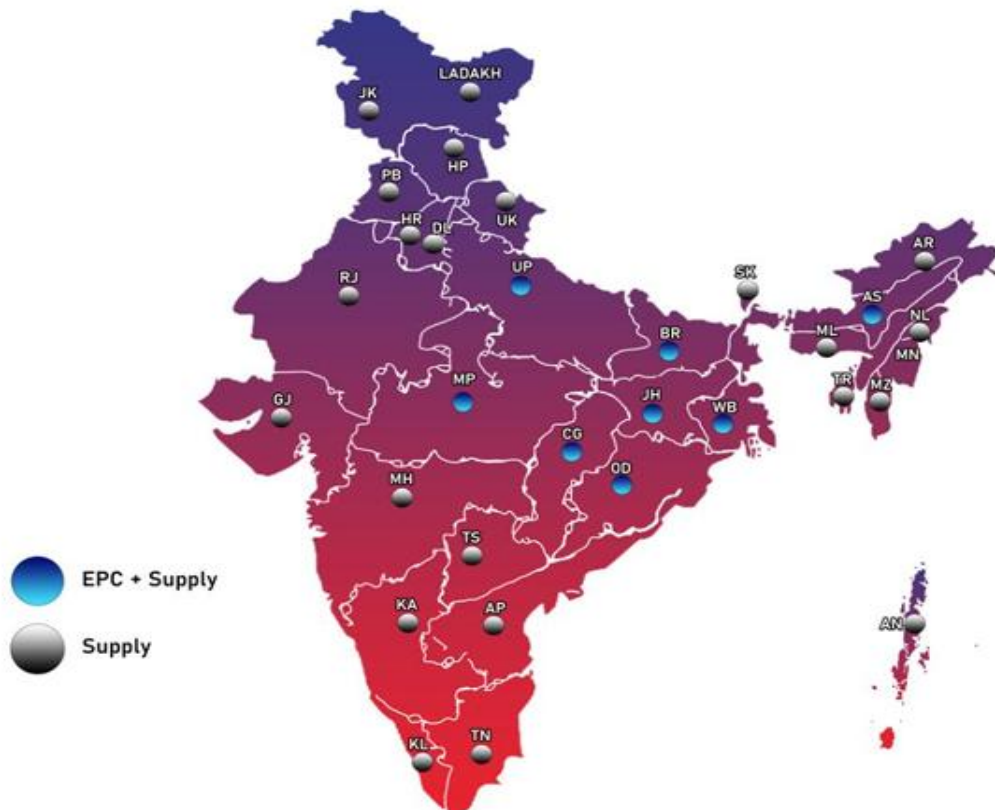 LADAKH
JK
HP
PB
UK
HR
DL
UP
RJ
SK
AR
AS
NL
BR
ML
MN
MP
TR
MZ
GJ
JH
WB
CG
OD
MH
TS
EPC + Supply
KA
AP
AN
Supply
KL
TN